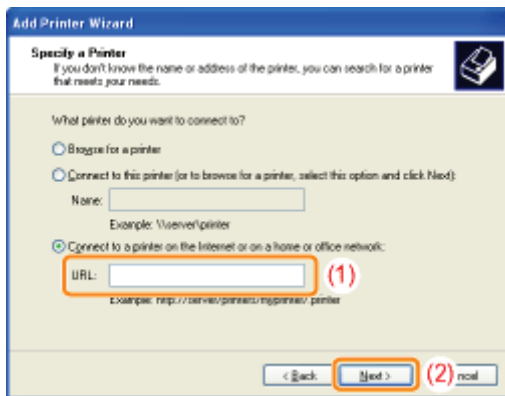 Add Printer Wizard
Specify a Printer
If you don't know the name or address of the printer, you can search for a printer
that meets your needs.
What printer do you want to connect to?
Browse for a printer
Connect to this printer (or to browse for a printer, select this option and click Next):
Name:
Example: \\server\printer
Connect to a printer on the Internet or on a home or office network:
URL:
(1)
Example: http://server/printers/myprinter/.printer
< Back
Next >
(2)
ncel